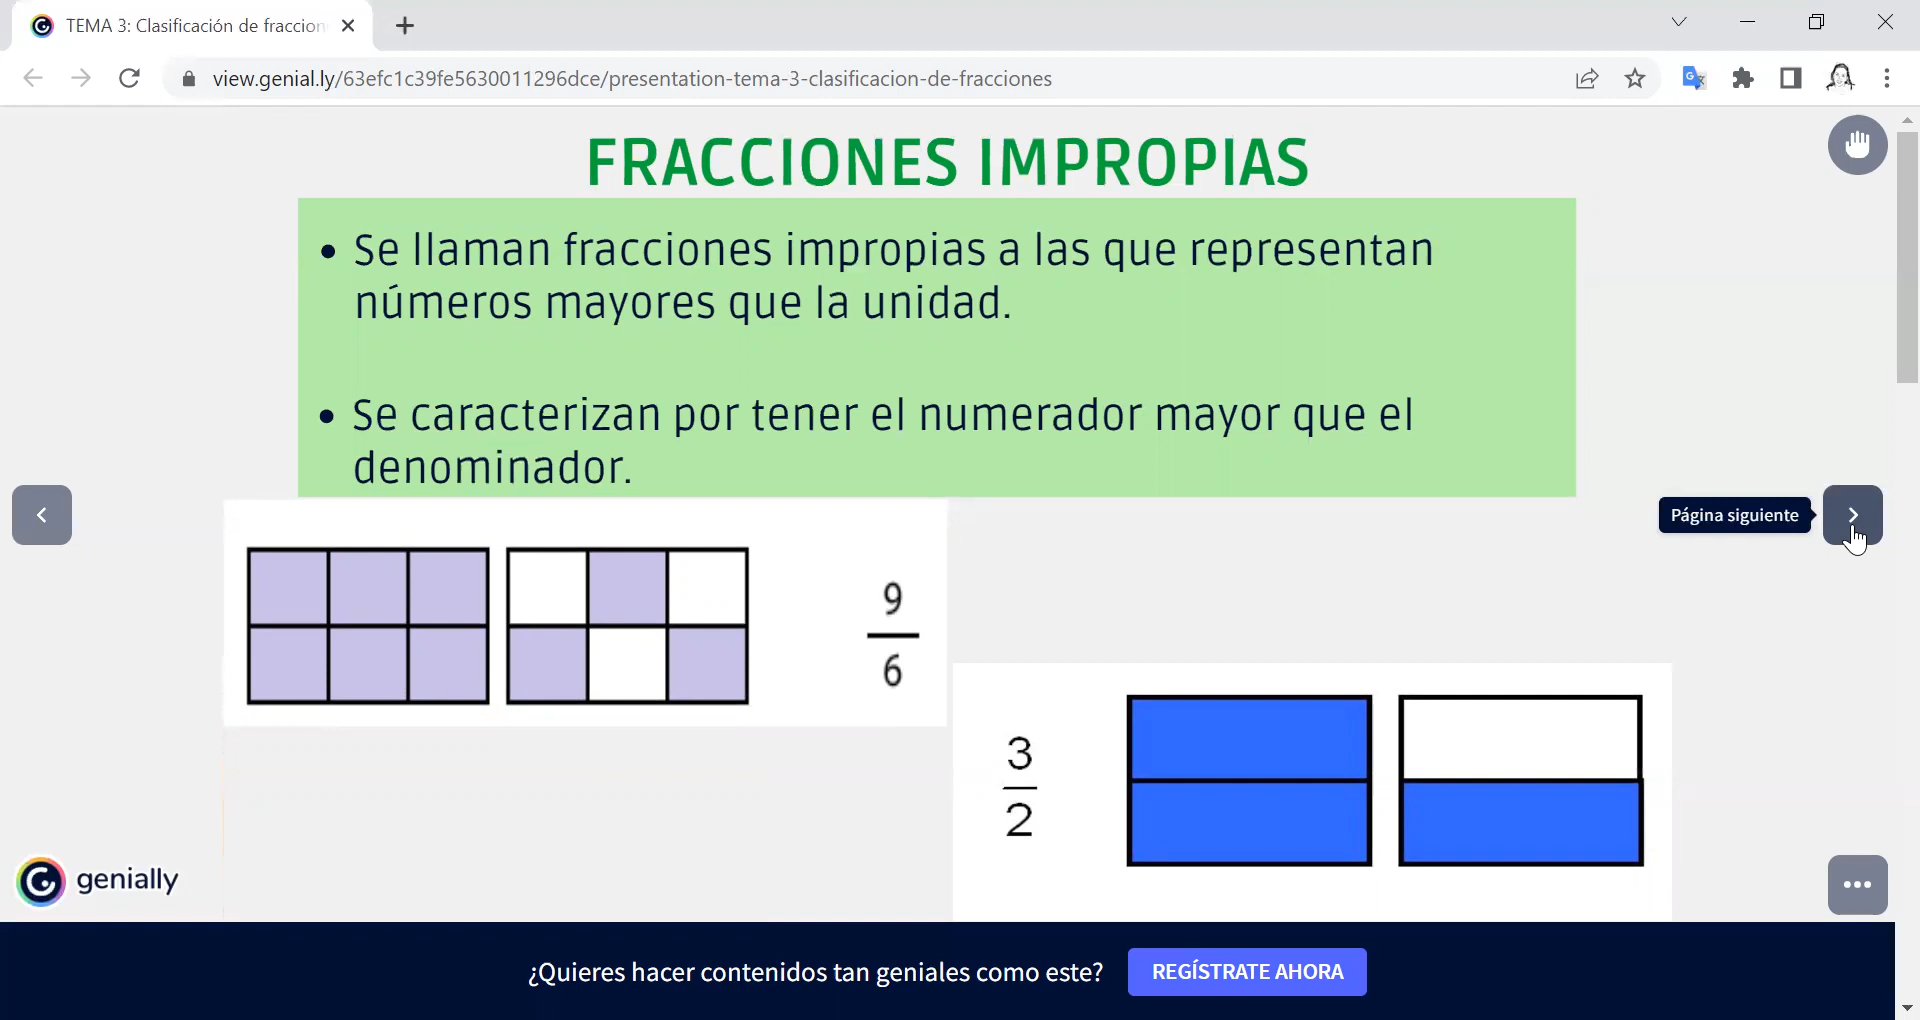 TEMA 3: Clasificación de fraccion
view.genial.ly/63efc1c39fe5630011296dce/presentation-tema-3-clasificacion-de-fracciones
FRACCIONES IMPROPIAS
• Se llaman fracciones impropias a las que representan
números mayores que la unidad.
• Se caracterizan por tener el numerador mayor que el
denominador.
Página siguiente
9
6
3
2
genially
¿Quieres hacer contenidos tan geniales como este?
REGÍSTRATE AHORA